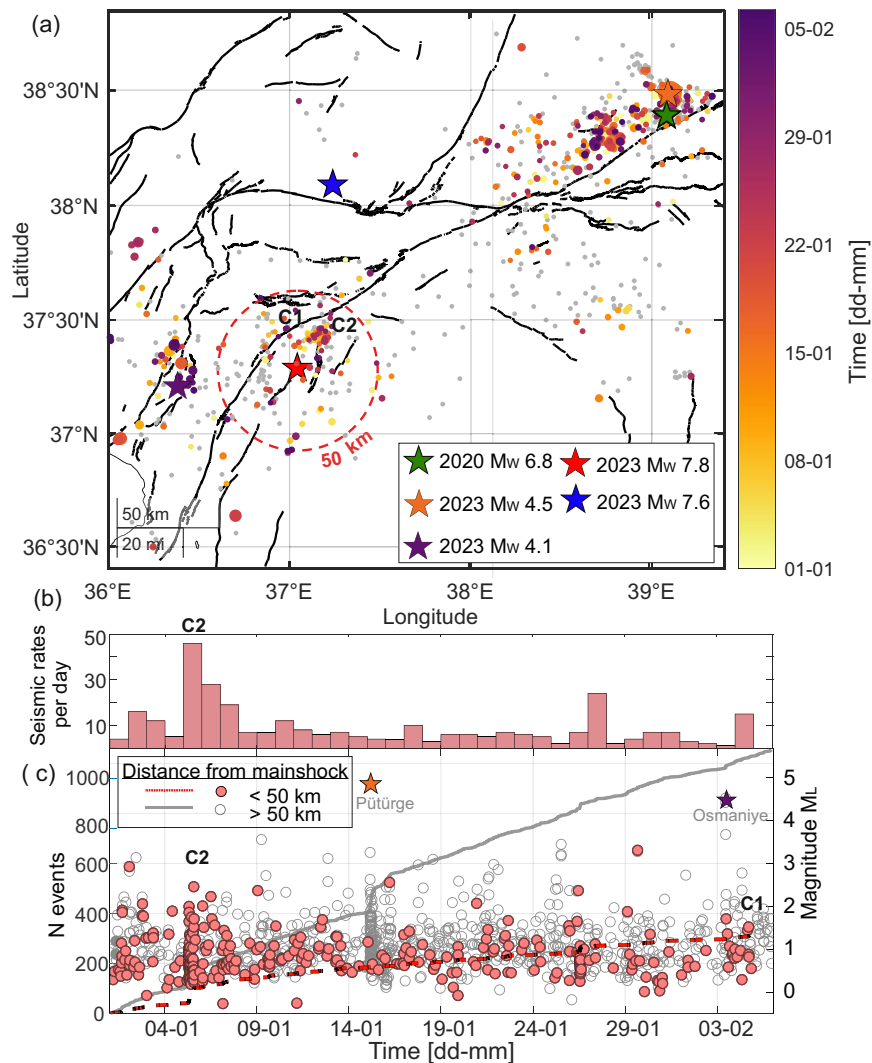 (a)
38°30'N
38°N
37°30'N
37°N
36°30'N
Latitude
C1
C2
50 km
50 km
20 mi
2020 Mw 6.8
2023 Mw 7.8
2023 Mw 4.5
2023 Mw 7.6
2023 Mw 4.1
36°E
37°E
38°E
39°E
Longitude
05-02
29-01
22-01
15-01
08-01
01-01
Time [dd-mm]
(b)
C2
50
30
10
Seismic rates
per day
(c)
Distance from mainshock
< 50 km
> 50 km
Pütürge
Osmaniye
C2
C1
1000
800
600
400
200
0
N events
5
4
3
2
1
0
Magnitude ML
04-01
09-01
14-01
19-01
24-01
29-01
03-02
Time [dd-mm]